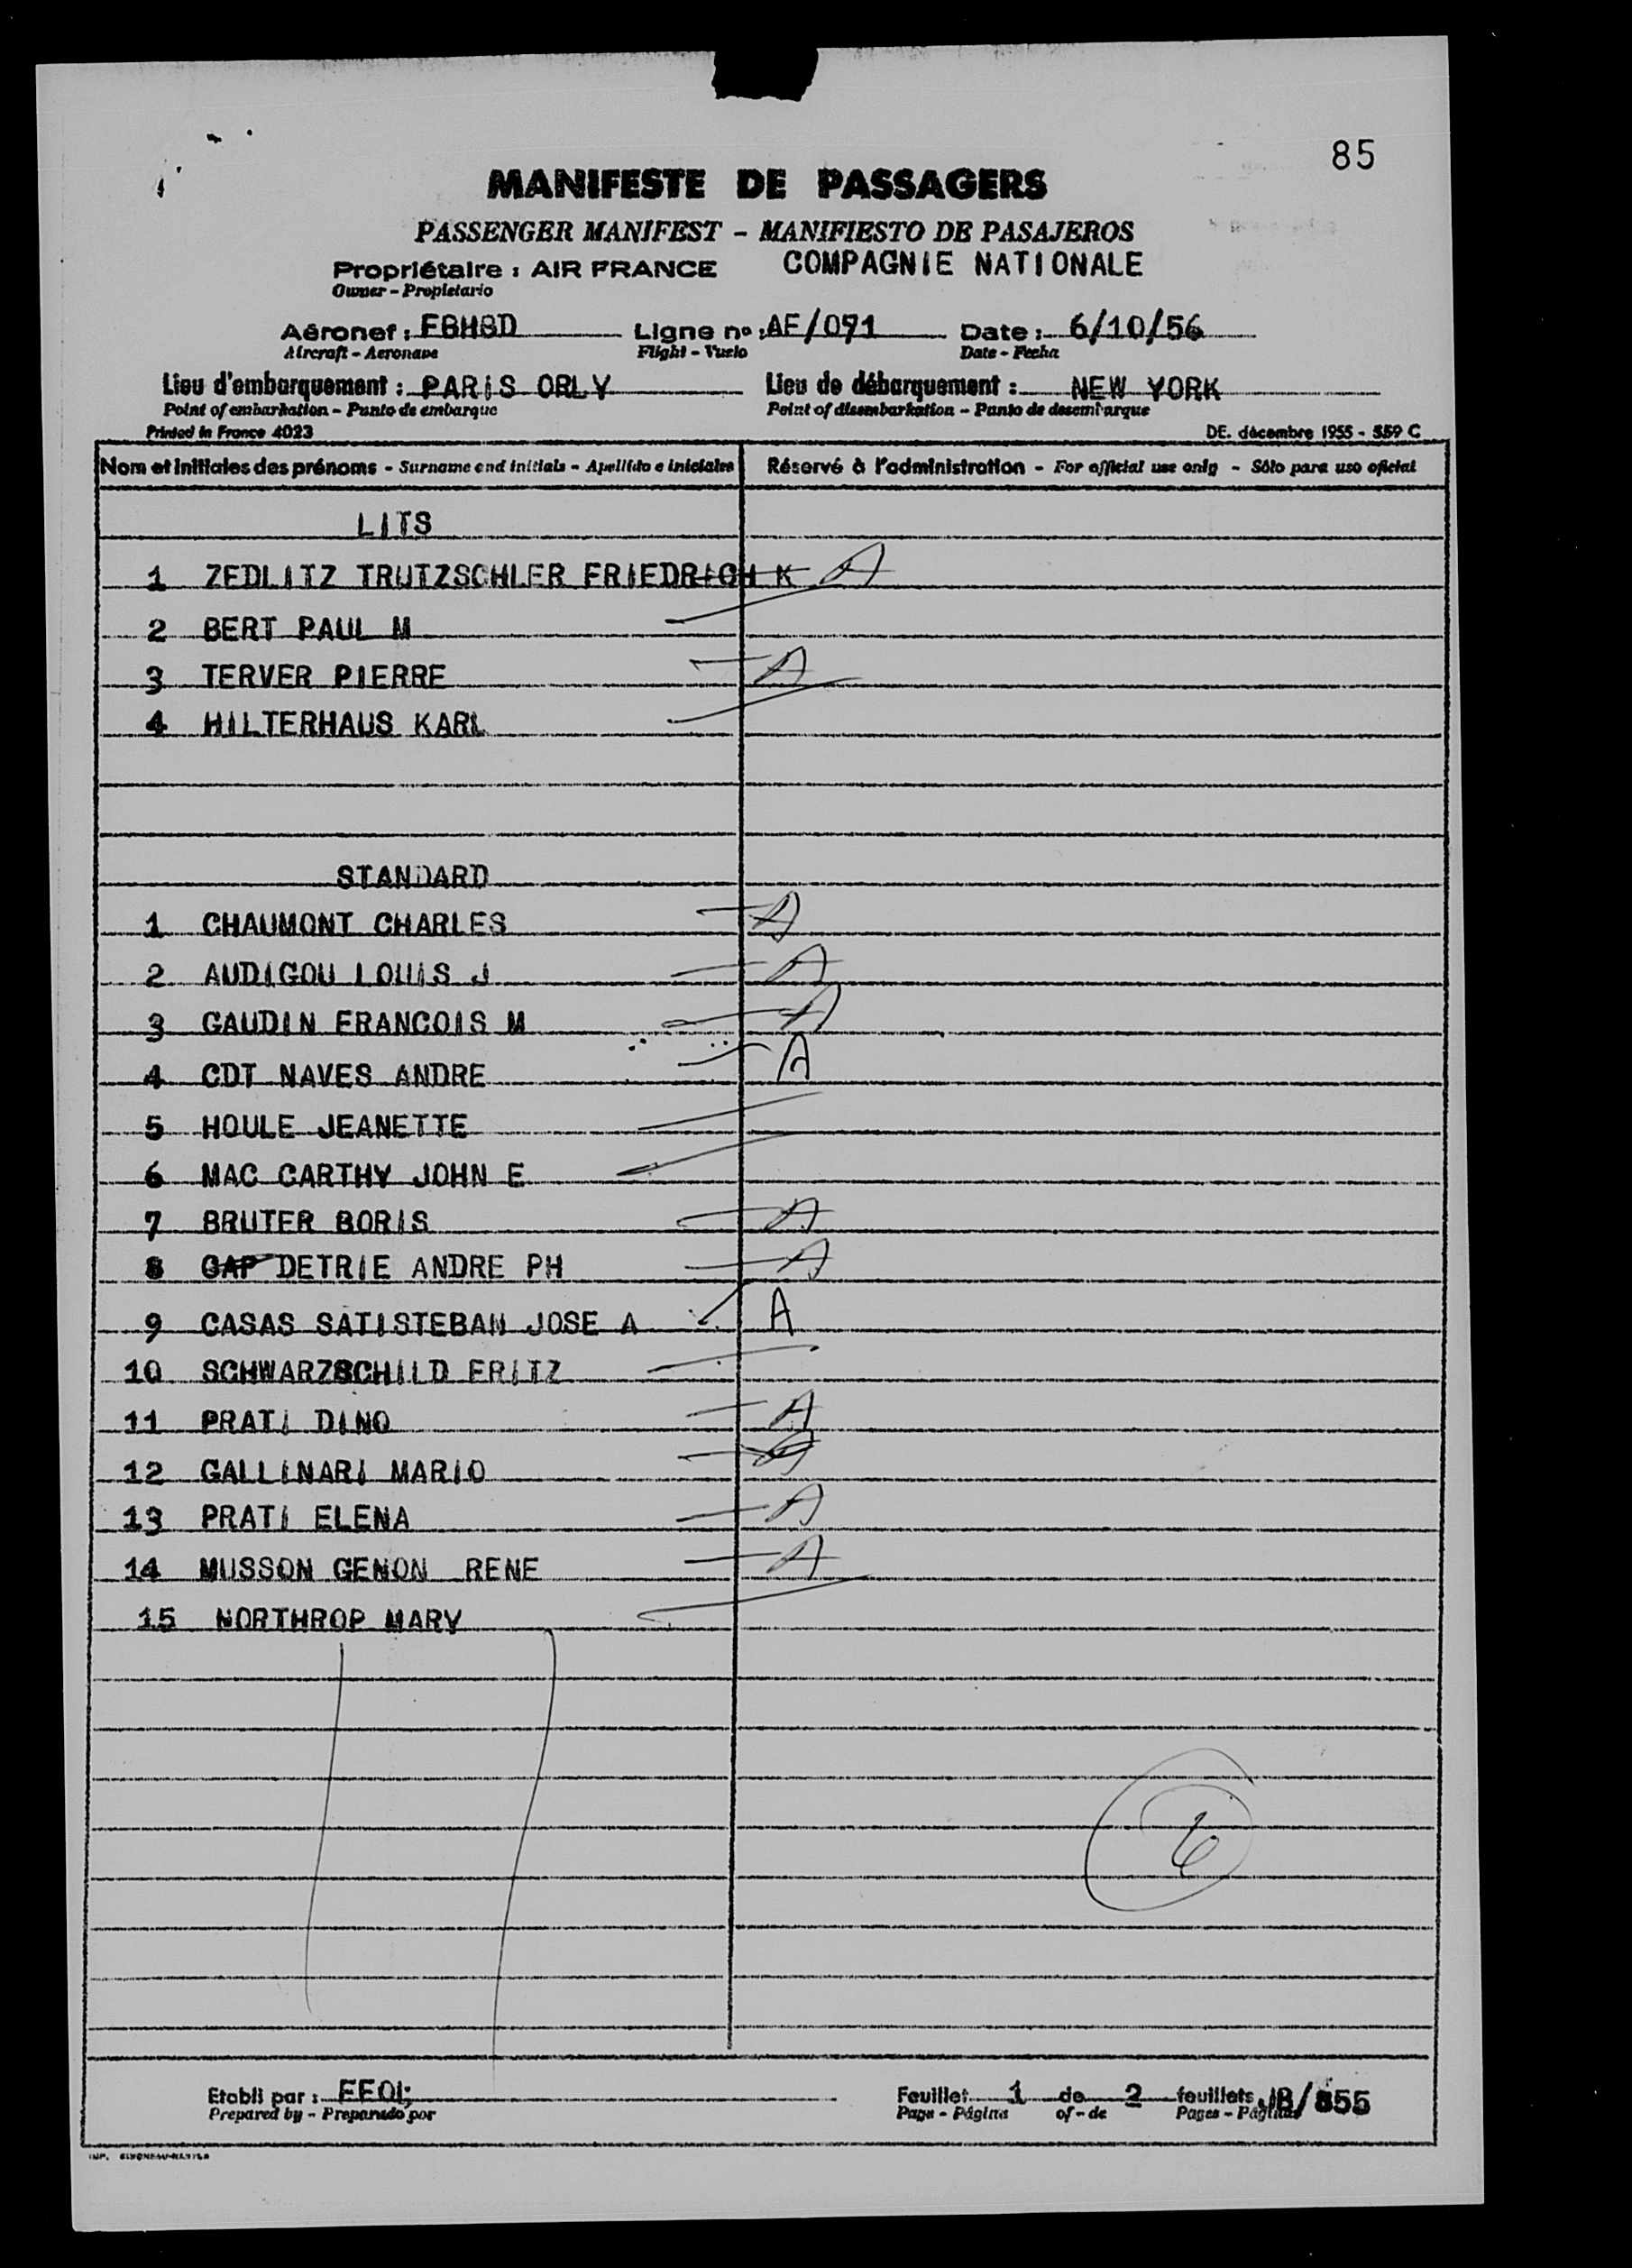 85
MANIFESTE DE PASSAGERS
PASSENGER MANIFEST - MANIFIESTO DE PASAJEROS
Propriétaire : AIR FRANCE COMPAGNIE NATIONALE
Owner - Propietario
Aéronef : FBHBD Ligne nº : AF/071 Date : 6/10/56
Aircraft - Aeronave Flight - Vuelo Date - Fecha
Lieu d'embarquement : PARIS ORLY Lieu de débarquement : NEW YORK
Point of embarkation - Punto de embarque Point of disembarkation - Punto de desembarque
Printed in France 4023 DE. décembre 1955 - 559 C
Nom et initiales des prénoms - Surname and initials - Apellido e iniciales Réservé à l'administration - For official use only - Sólo para uso oficial
LITS
1 ZEDLITZ TRUTZSCHLER FRIEDRICH K A
2 BERT PAUL M
3 TERVER PIERRE A
4 HILTERHAUS KARL
STANDARD
1 CHAUMONT CHARLES A
2 AUDIGOU LOUIS J A
3 GAUDIN FRANCOIS M A
4 CDT NAVES ANDRE A
5 HOULE JEANETTE
6 MAC CARTHY JOHN E
7 BRUTER BORIS A
8 CAP DETRIE ANDRE PH A
9 CASAS SATISTEBAN JOSE A A
10 SCHWARZSCHILD FRITZ
11 PRATI DINO A
12 GALLINARI MARIO A
13 PRATI ELENA A
14 MUSSON GENON RENE A
15 NORTHROP MARY
6
Etabli par : FFOL
Prepared by - Preparado por
Feuillet 1 de 2 feuillets JB/855
Page - Página of - de Pages - Páginas